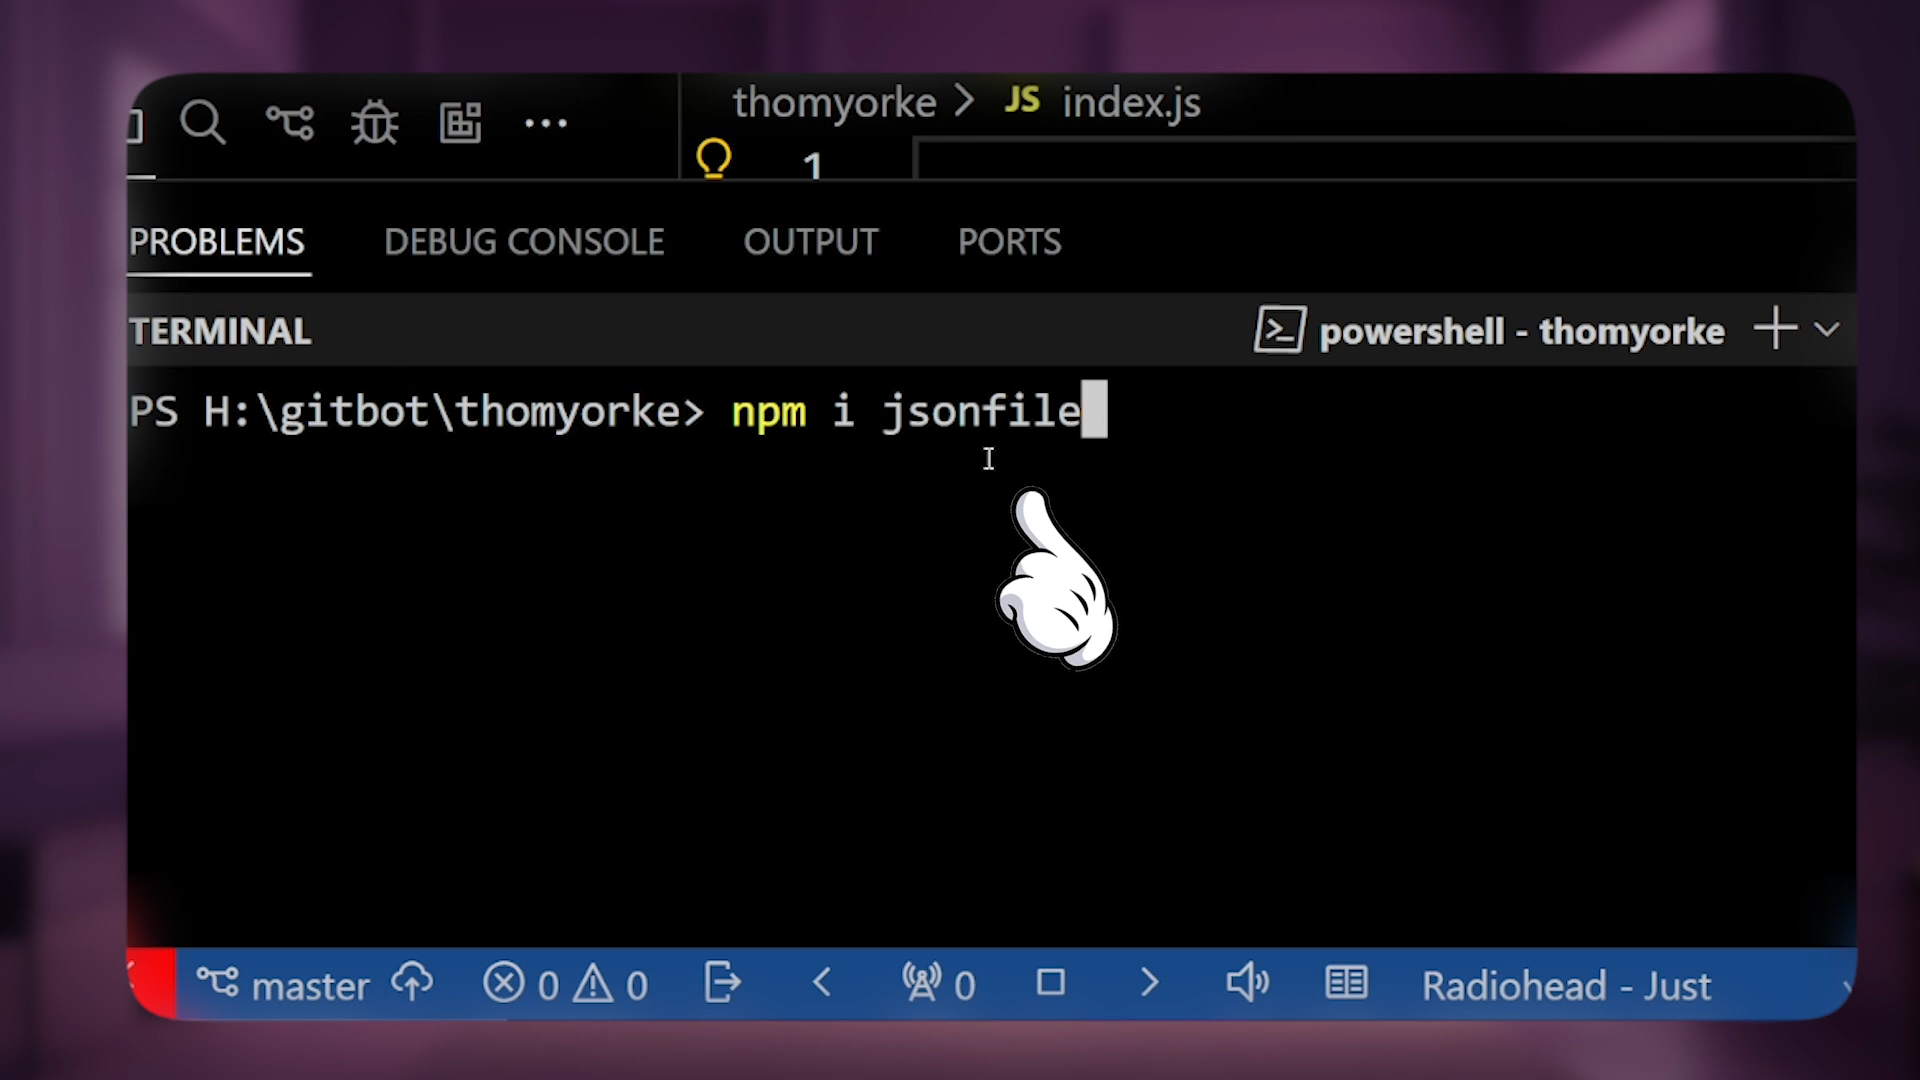 thomyorke > JS index.js
1
PROBLEMS DEBUG CONSOLE OUTPUT PORTS
TERMINAL powershell - thomyorke
PS H:\gitbot\thomyorke> npm i jsonfile
master 0 0 0 Radiohead - Just